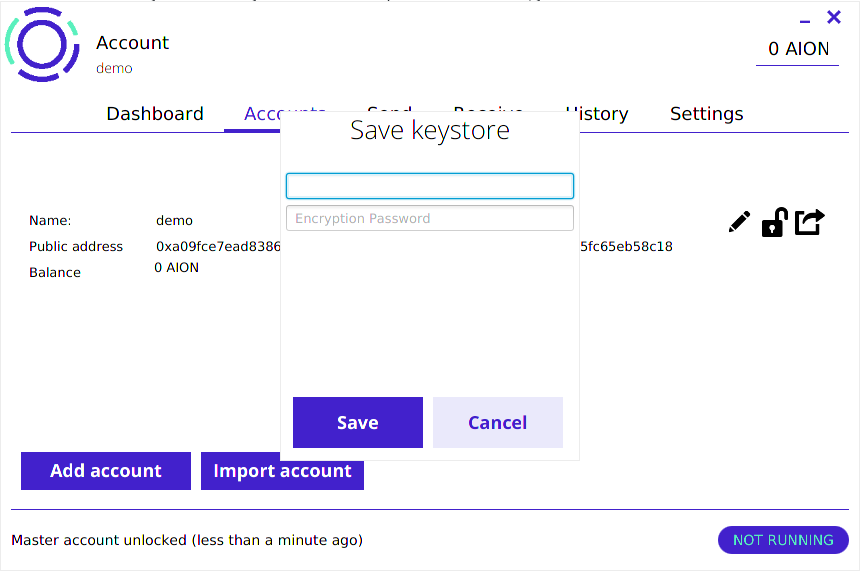 Account
demo
0 AION
Dashboard
Accounts
Send
Receive
History
Settings
Save keystore
Encryption Password
Name:
demo
Public address
0xa09fce7ead8386
5fc65eb58c18
Balance
0 AION
Save
Cancel
Add account
Import account
Master account unlocked (less than a minute ago)
NOT RUNNING